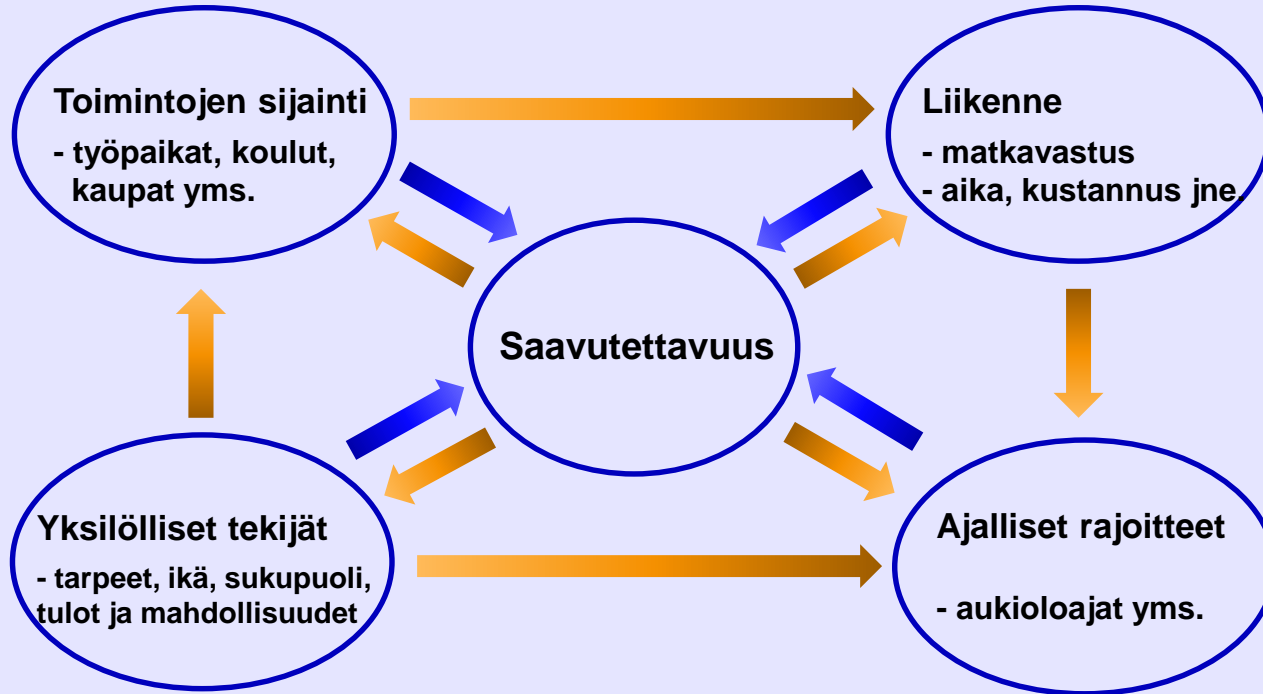 Toimintojen sijainti
- työpaikat, koulut,
kaupat yms.
Liikenne
- matkavastus
- aika, kustannus jne.
Saavutettavuus
Yksilölliset tekijät
- tarpeet, ikä, sukupuoli,
tulot ja mahdollisuudet
Ajalliset rajoitteet
- aukioloajat yms.